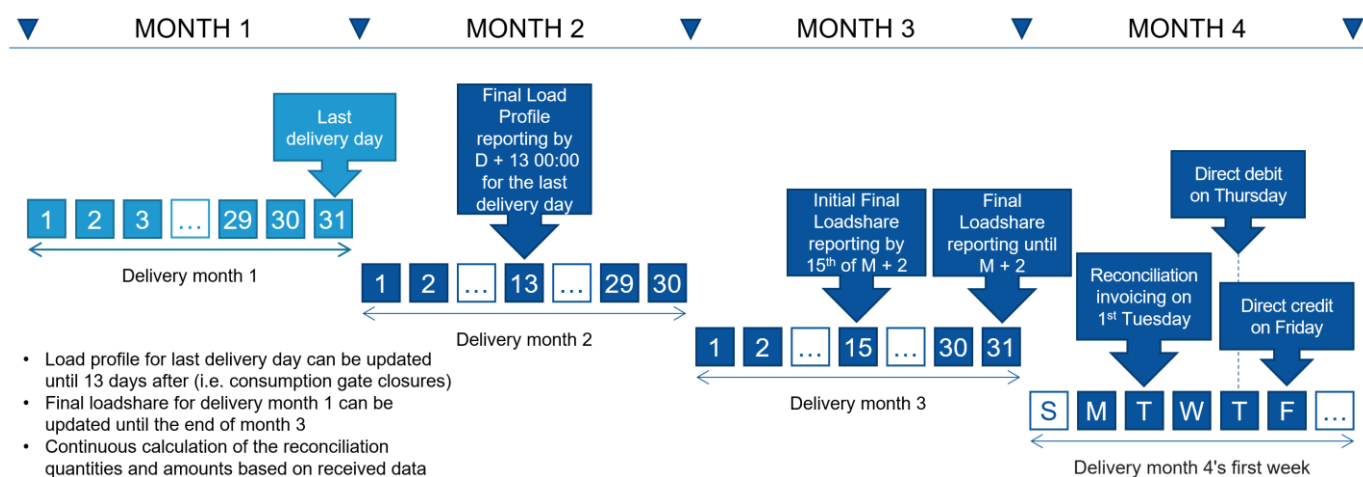 MONTH 1
MONTH 2
MONTH 3
MONTH 4
Last
delivery day
1 2 3 ... 29 30 31
Delivery month 1
Final Load
Profile
reporting by
D + 13 00:00
for the last
delivery day
1 2 ... 13 ... 29 30
Delivery month 2
Initial Final
Loadshare
reporting by
15th of M + 2
Final
Loadshare
reporting until
M + 2
1 2 ... 15 ... 30 31
Delivery month 3
Direct debit
on Thursday
Reconciliation
invoicing on
1st Tuesday
Direct credit
on Friday
S M T W T F ...
Delivery month 4's first week
• Load profile for last delivery day can be updated
until 13 days after (i.e. consumption gate closures)
• Final loadshare for delivery month 1 can be
updated until the end of month 3
• Continuous calculation of the reconciliation
quantities and amounts based on received data